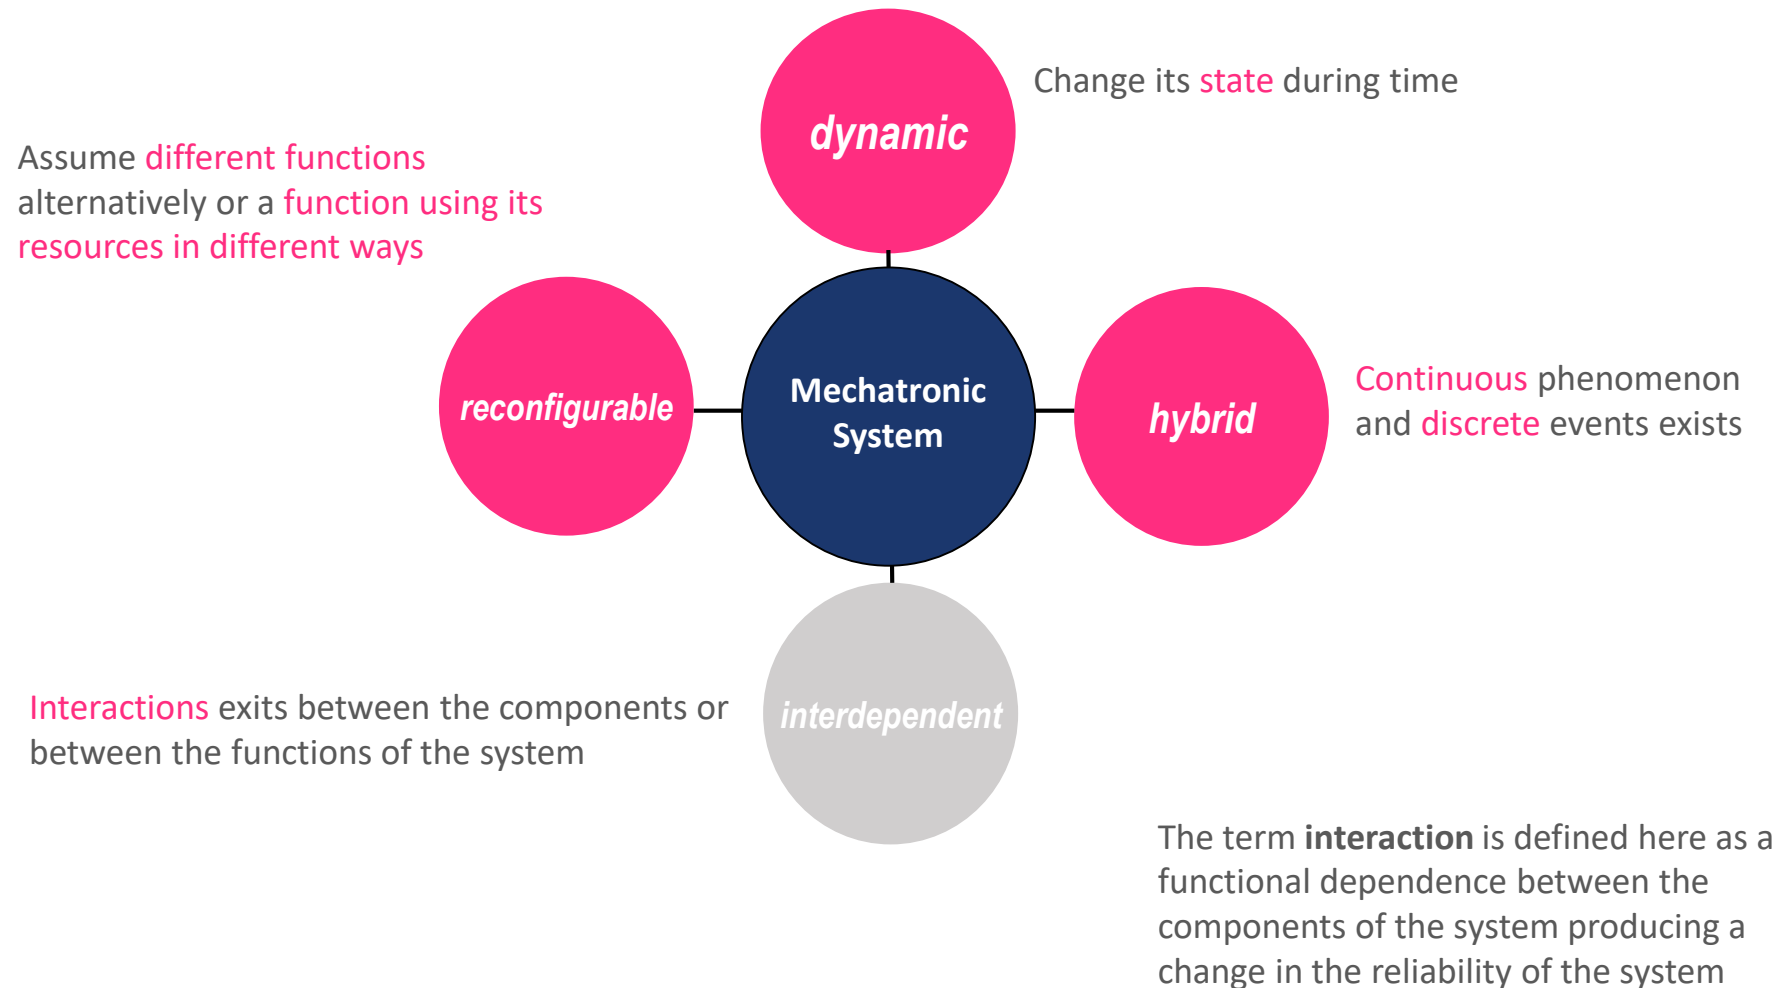 dynamic
Change its state during time
Assume different functions
alternatively or a function using its
resources in different ways
reconfigurable
Mechatronic
System
hybrid
Continuous phenomenon
and discrete events exists
Interactions exits between the components or
between the functions of the system
interdependent
The term interaction is defined here as a
functional dependence between the
components of the system producing a
change in the reliability of the system